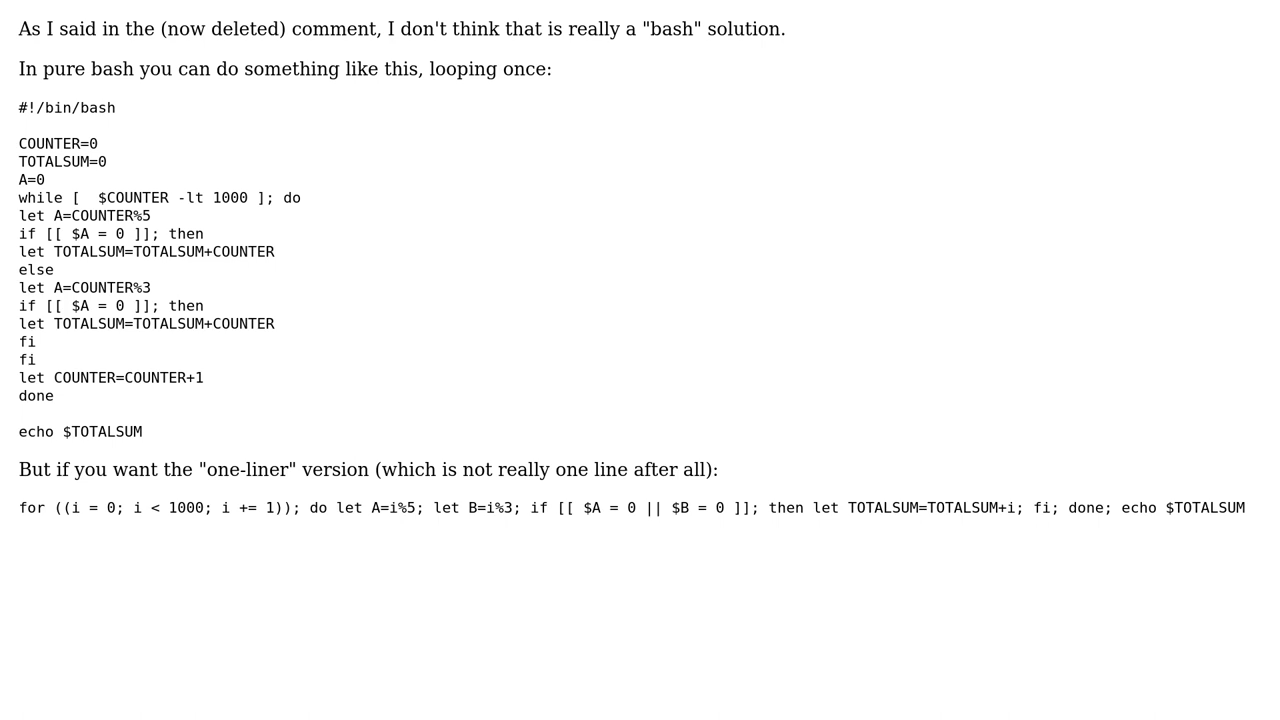 As I said in the (now deleted) comment, I don't think that is really a "bash" solution.
In pure bash you can do something like this, looping once:
#!/bin/bash
COUNTER=0
TOTALSUM=0
A=0
while [  $COUNTER -lt 1000 ]; do
let A=COUNTER%5
if [[ $A = 0 ]]; then
let TOTALSUM=TOTALSUM+COUNTER
else
let A=COUNTER%3
if [[ $A = 0 ]]; then
let TOTALSUM=TOTALSUM+COUNTER
fi
fi
let COUNTER=COUNTER+1
done
echo $TOTALSUM
But if you want the "one-liner" version (which is not really one line after all):
for ((i = 0; i < 1000; i += 1)); do let A=i%5; let B=i%3; if [[ $A = 0 || $B = 0 ]]; then let TOTALSUM=TOTALSUM+i; fi; done; echo $TOTALSUM